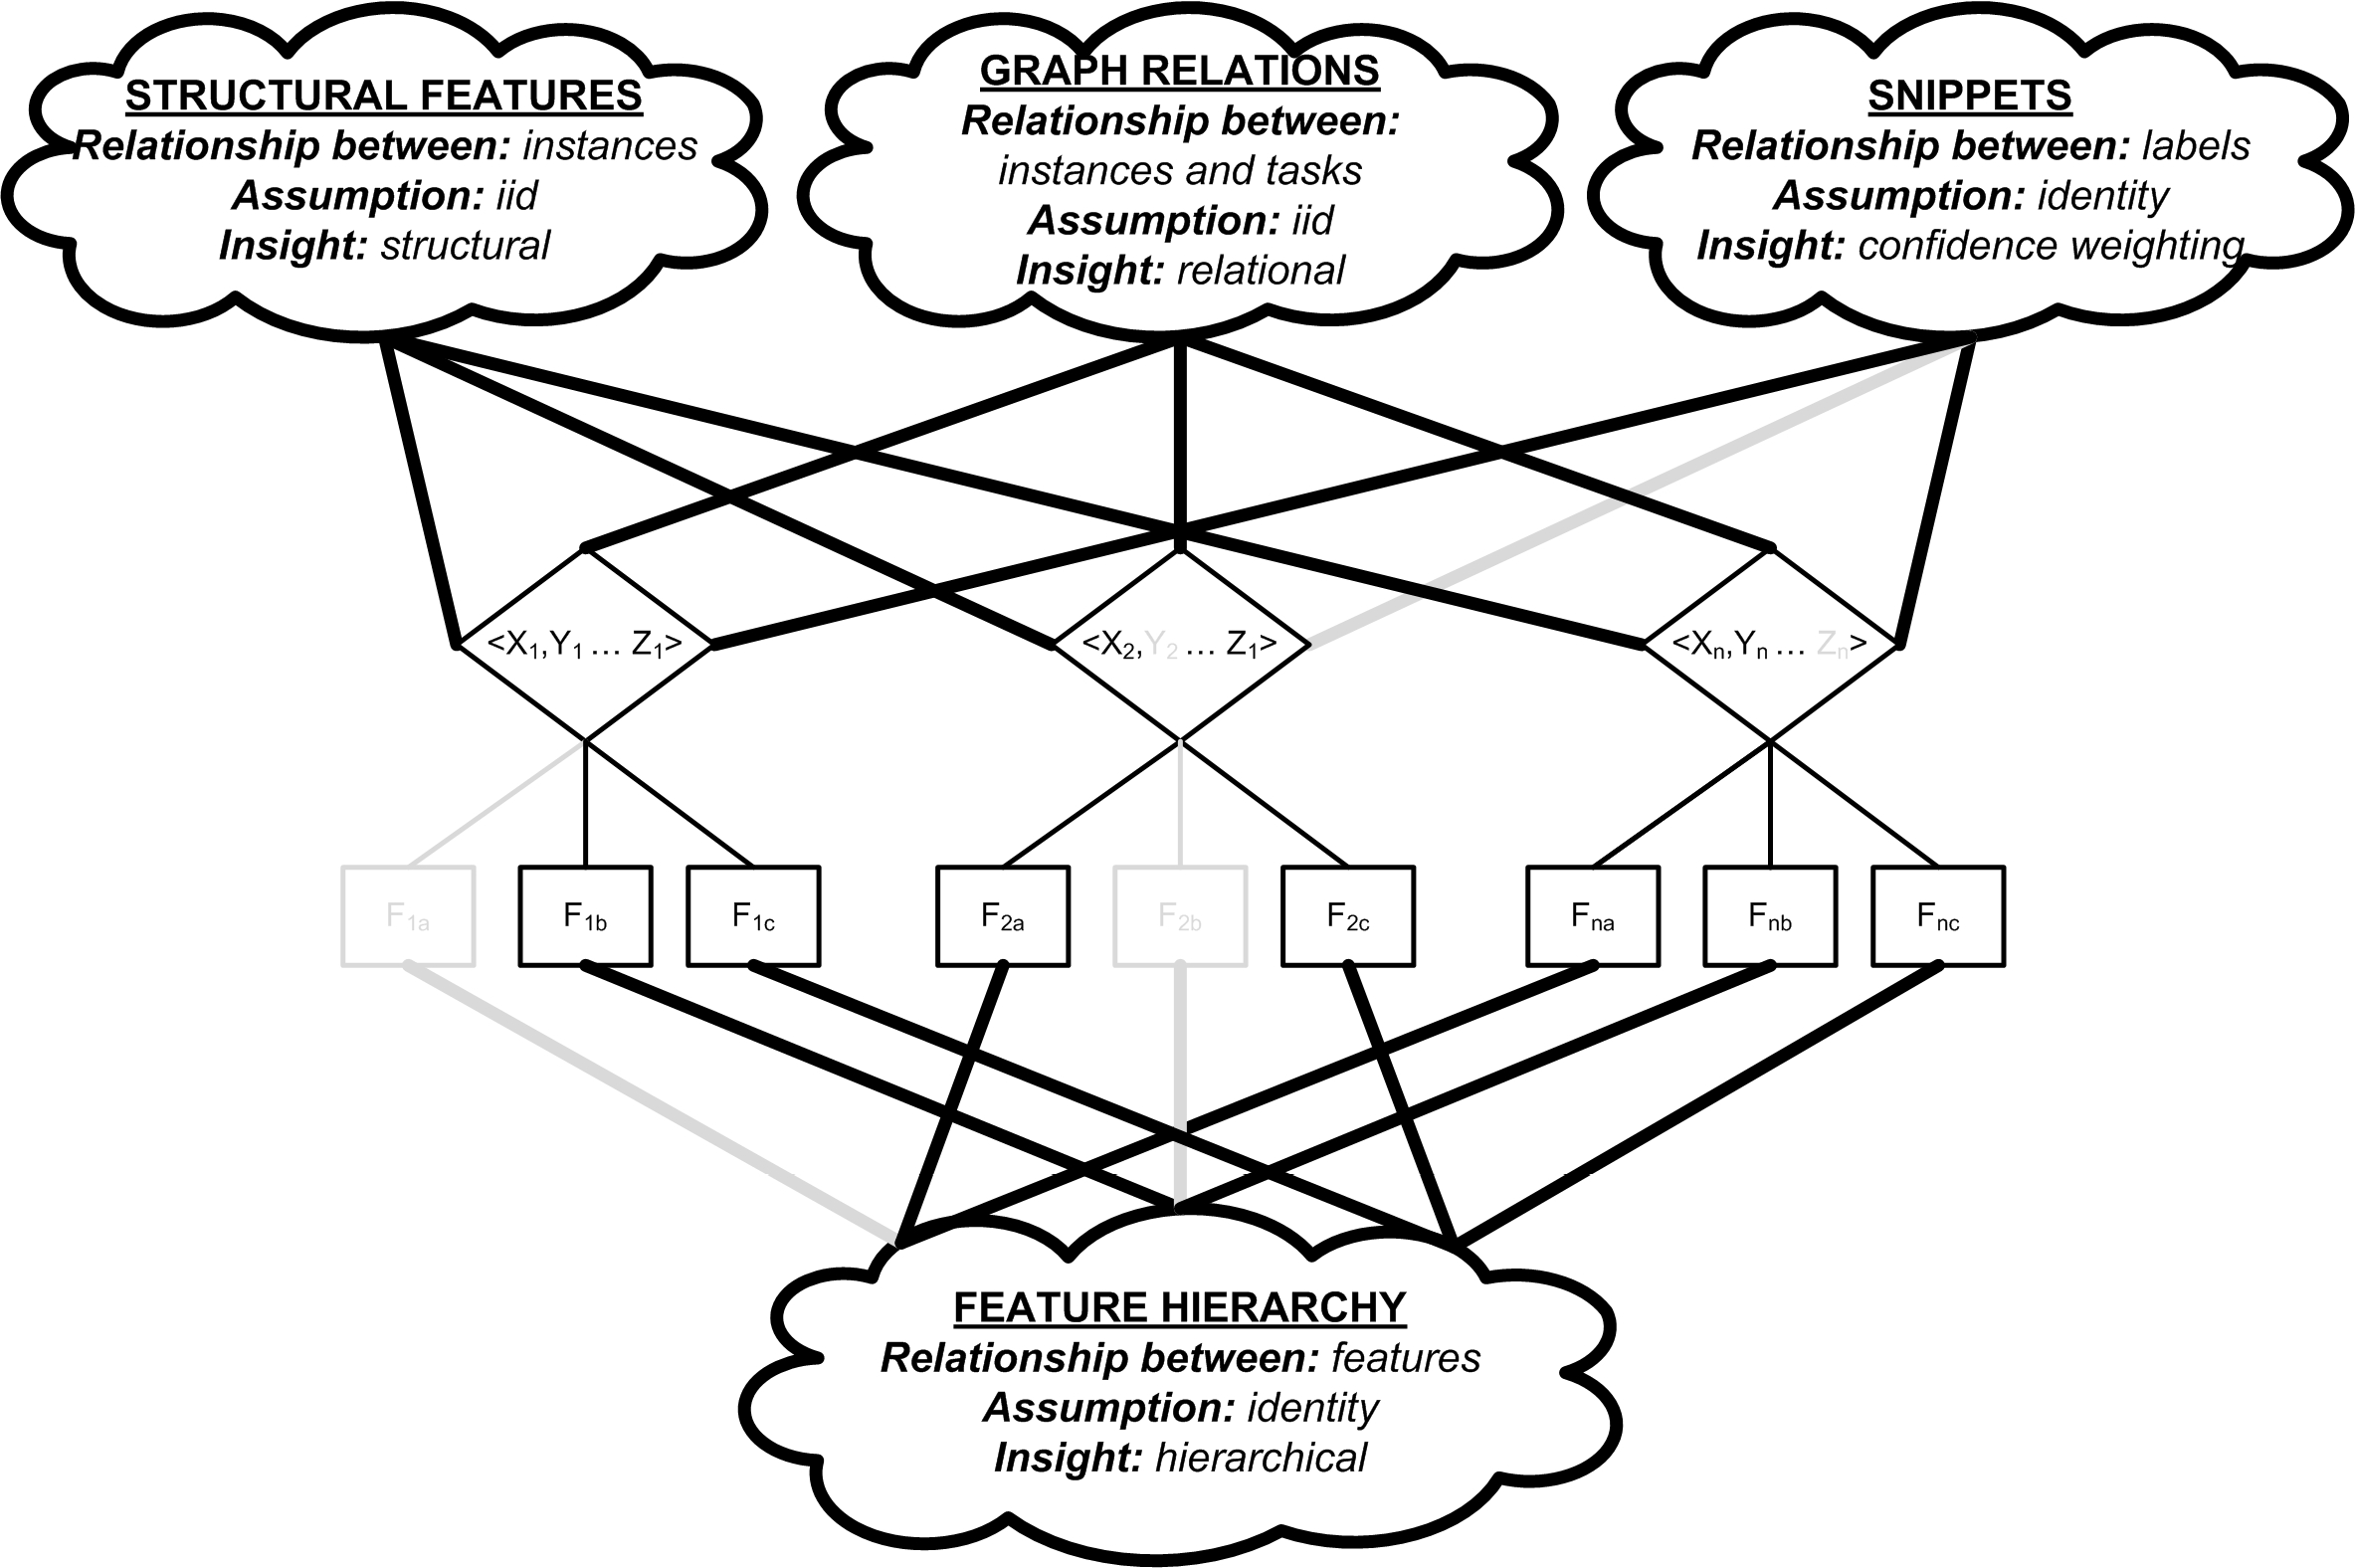 STRUCTURAL FEATURES
Relationship between: instances
Assumption: iid
Insight: structural
GRAPH RELATIONS
Relationship between:
instances and tasks
Assumption: iid
Insight: relational
SNIPPETS
Relationship between: labels
Assumption: identity
Insight: confidence weighting
<X1,Y1 ... Z1>
<X2,Y2 ... Z1>
<Xn,Yn ... Zn>
F1a
F1b
F1c
F2a
F2b
F2c
Fna
Fnb
Fnc
FEATURE HIERARCHY
Relationship between: features
Assumption: identity
Insight: hierarchical